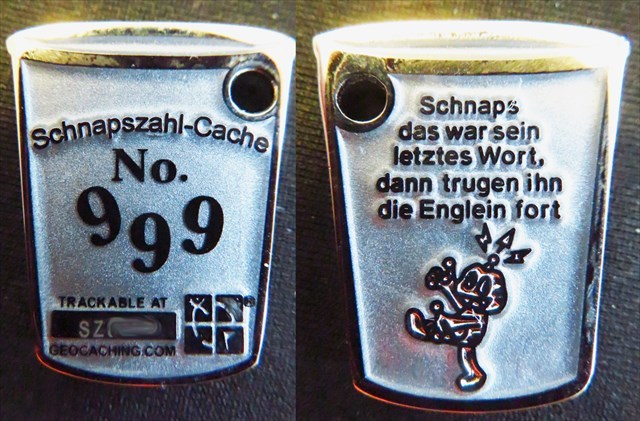 Schnapszahl-Cache
No.
999
TRACKABLE AT
SZ
GEOCACHING.COM
Schnaps
das war sein
letztes Wort,
dann trugen ihn
die Englein fort